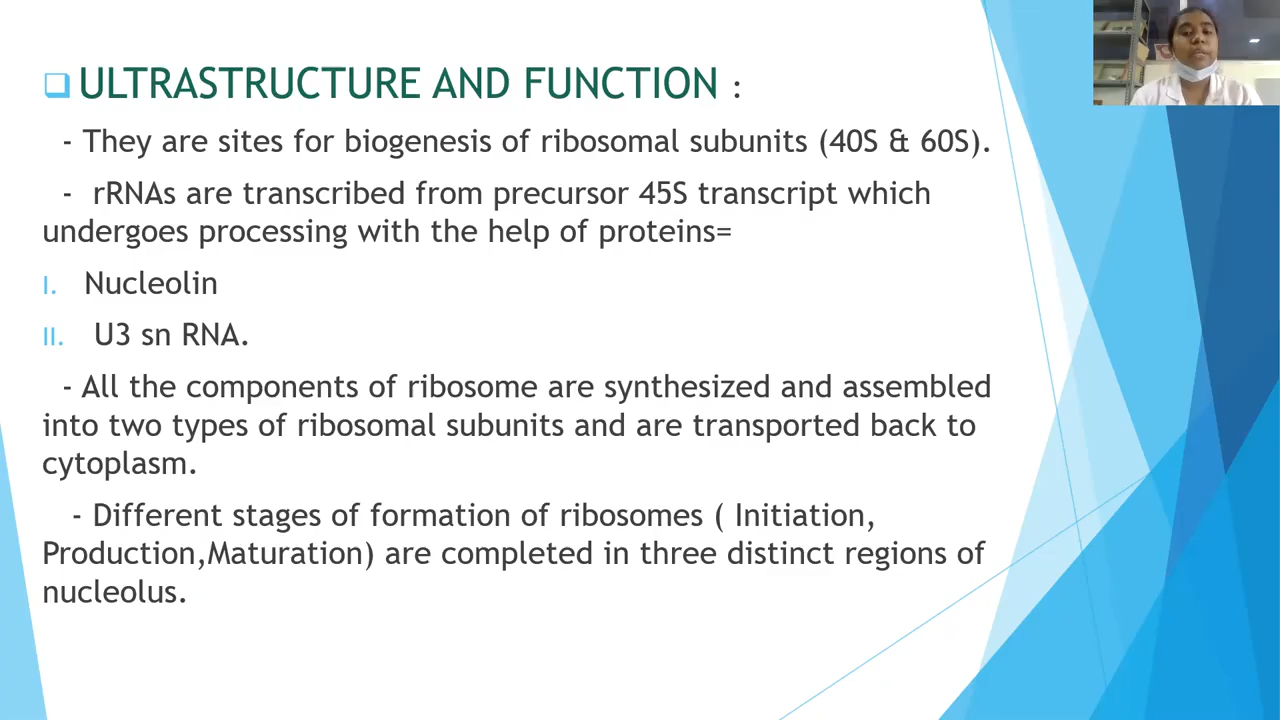 ULTRASTRUCTURE AND FUNCTION :
- They are sites for biogenesis of ribosomal subunits (40S & 60S).
- rRNAs are transcribed from precursor 45S transcript which
undergoes processing with the help of proteins=
I. Nucleolin
II. U3 sn RNA.
- All the components of ribosome are synthesized and assembled
into two types of ribosomal subunits and are transported back to
cytoplasm.
- Different stages of formation of ribosomes ( Initiation,
Production,Maturation) are completed in three distinct regions of
nucleolus.